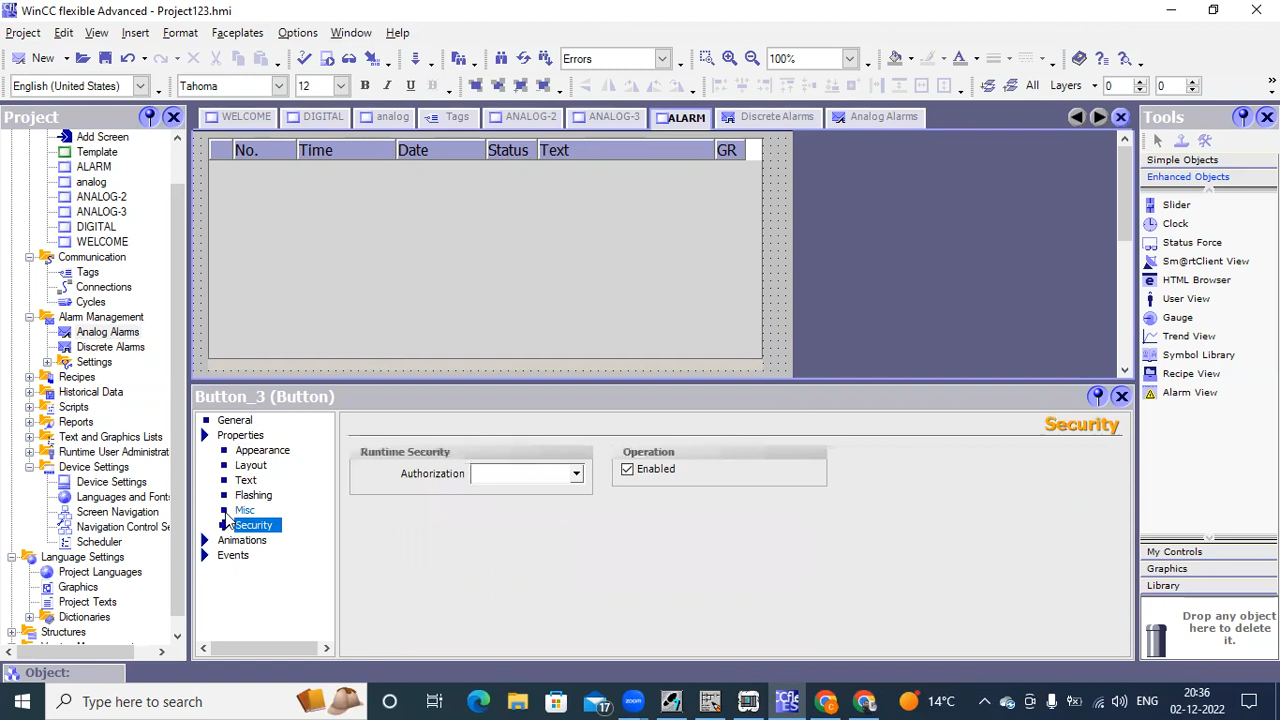 WinCC flexible Advanced - Project123.hmi
Project Edit View Insert Format Faceplates Options Window Help
New Errors 100%
English (United States) Tahoma 12 B I U All Layers 0 0
Project WELCOME DIGITAL analog Tags ANALOG-2 ANALOG-3 ALARM Discrete Alarms Analog Alarms Tools
Add Screen
Template
ALARM
analog
ANALOG-2
ANALOG-3
DIGITAL
WELCOME
Communication
Tags
Connections
Cycles
Alarm Management
Analog Alarms
Discrete Alarms
Settings
Recipes
Historical Data
Scripts
Reports
Text and Graphics Lists
Runtime User Administrat
Device Settings
Device Settings
Languages and Fonts
Screen Navigation
Navigation Control Se
Scheduler
Language Settings
Project Languages
Graphics
Project Texts
Dictionaries
Structures
Object:
No. Time Date Status Text GR
Button_3 (Button)
General
Properties
Appearance
Layout
Text
Flashing
Misc
Security
Animations
Events
Security
Runtime Security
Authorization
Operation
Enabled
Simple Objects
Enhanced Objects
Slider
Clock
Status Force
Sm@rtClient View
HTML Browser
User View
Gauge
Trend View
Symbol Library
Recipe View
Alarm View
My Controls
Graphics
Library
Drop any object
here to delete
it.
Type here to search
zoom
17
14°C
ENG
20:36
02-12-2022